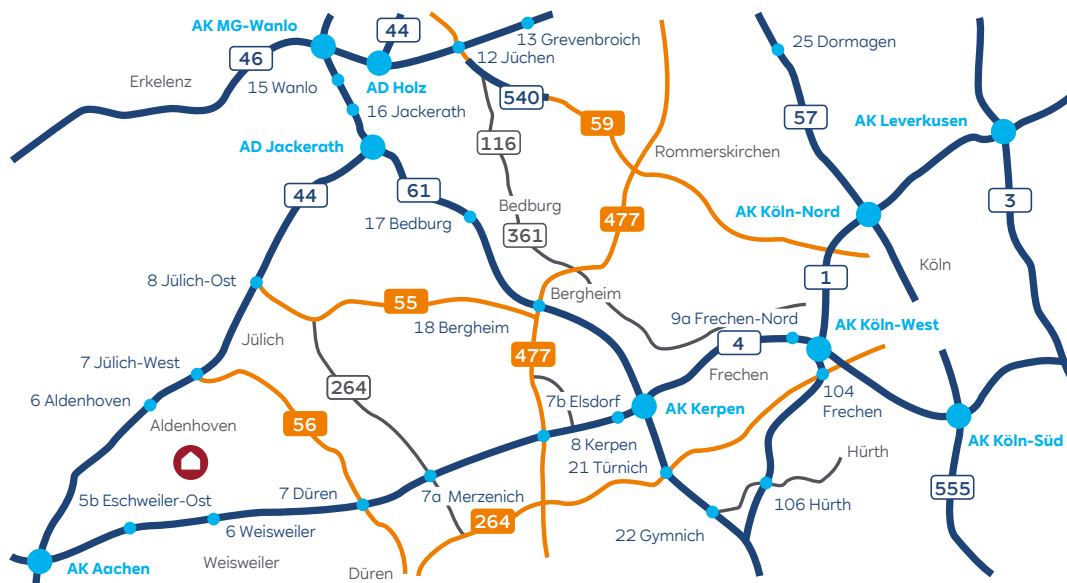 AK MG-Wanlo
44
13 Grevenbroich
12 Jüchen
25 Dormagen
46
15 Wanlo
AD Holz
Erkelenz
540
16 Jackerath
59
57
AK Leverkusen
AD Jackerath
116
Rommerskirchen
44
61
Bedburg
3
17 Bedburg
477
AK Köln-Nord
361
Köln
8 Jülich-Ost
1
55
Bergheim
18 Bergheim
9a Frechen-Nord
AK Köln-West
Jülich
4
7 Jülich-West
477
Frechen
264
104
Frechen
6 Aldenhoven
7b Elsdorf
AK Kerpen
Aldenhoven
56
8 Kerpen
AK Köln-Süd
21 Türnich
Hürth
5b Eschweiler-Ost
7 Düren
7a Merzenich
555
106 Hürth
264
6 Weisweiler
22 Gymnich
Weisweiler
AK Aachen
Düren